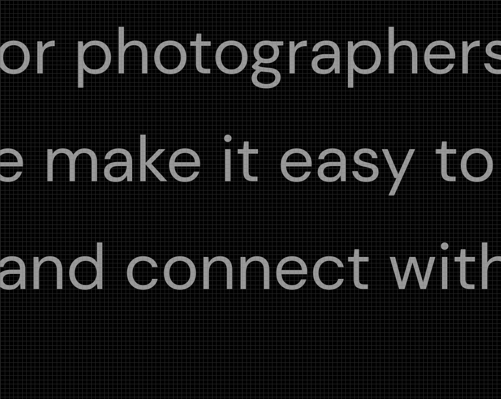 or photographers
e make it easy to
and connect with